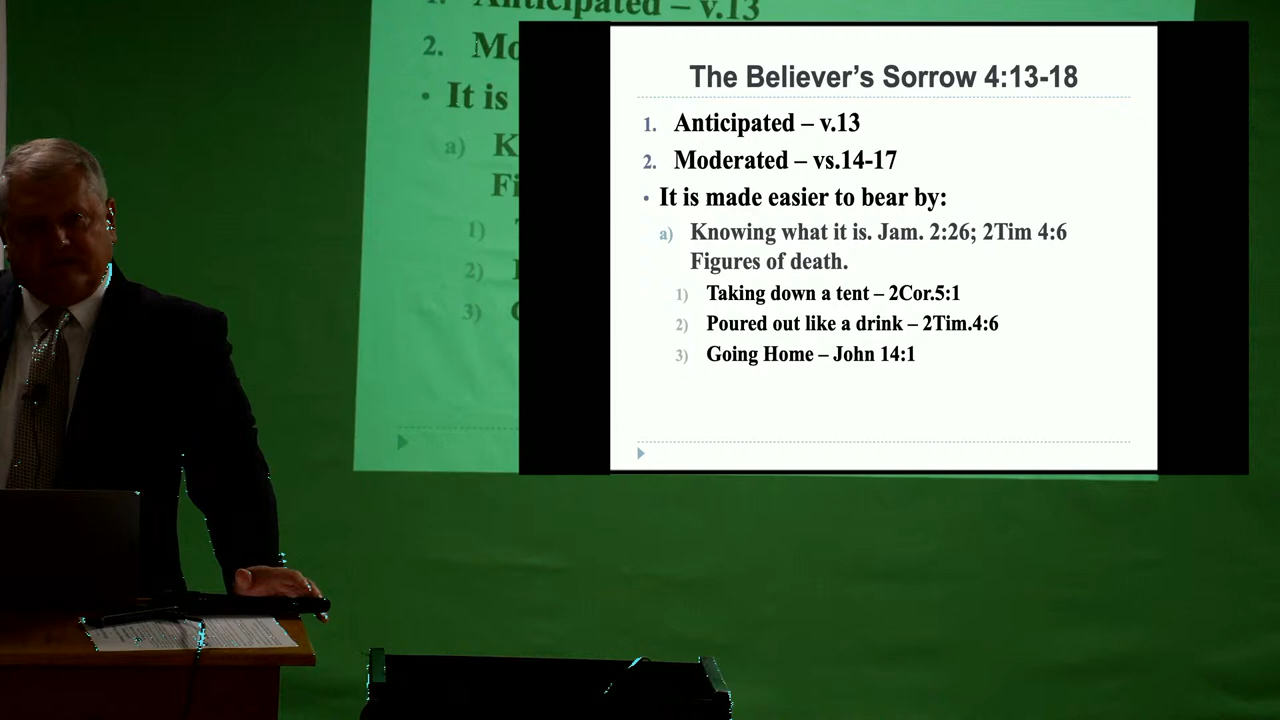 1. Anticipated – v.13
2. Mo
• It is
a) K
Fi
1)
2)
3)
The Believer's Sorrow 4:13-18
1. Anticipated – v.13
2. Moderated – vs.14-17
• It is made easier to bear by:
a) Knowing what it is. Jam. 2:26; 2Tim 4:6
Figures of death.
1) Taking down a tent – 2Cor.5:1
2) Poured out like a drink – 2Tim.4:6
3) Going Home – John 14:1